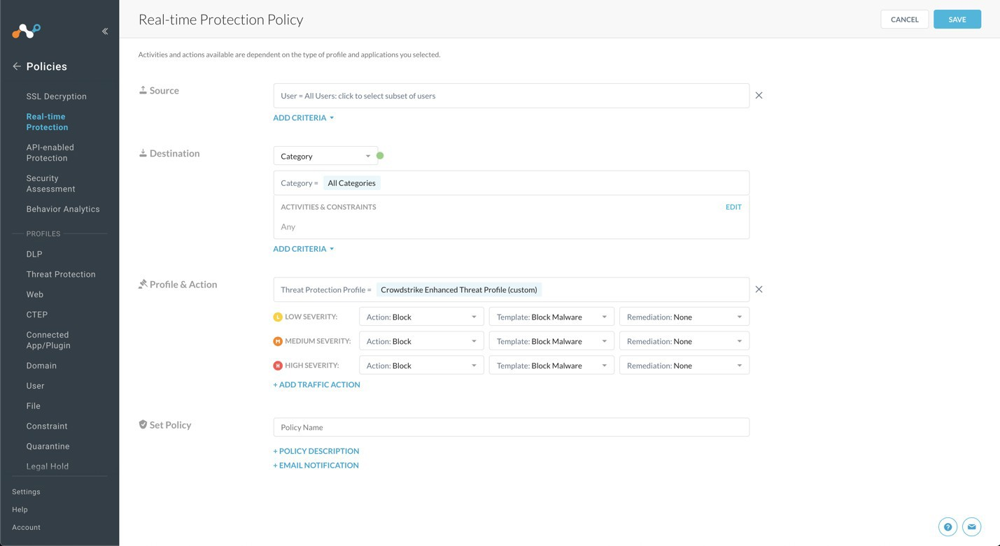 Real-time Protection Policy
CANCEL
SAVE
Policies
SSL Decryption
Real-time
Protection
API-enabled
Protection
Security
Assessment
Behavior Analytics
PROFILES
DLP
Threat Protection
Web
CTEP
Connected
App/Plugin
Domain
User
File
Constraint
Quarantine
Legal Hold
Settings
Help
Account
Activities and actions available are dependent on the type of profile and applications you selected.
Source
User = All Users: click to select subset of users
ADD CRITERIA
Destination
Category
Category = All Categories
ACTIVITIES & CONSTRAINTS EDIT
Any
ADD CRITERIA
Profile & Action
Threat Protection Profile = Crowdstrike Enhanced Threat Profile (custom)
L LOW SEVERITY: Action: Block Template: Block Malware Remediation: None
M MEDIUM SEVERITY: Action: Block Template: Block Malware Remediation: None
H HIGH SEVERITY: Action: Block Template: Block Malware Remediation: None
+ ADD TRAFFIC ACTION
Set Policy
Policy Name
+ POLICY DESCRIPTION
+ EMAIL NOTIFICATION
?